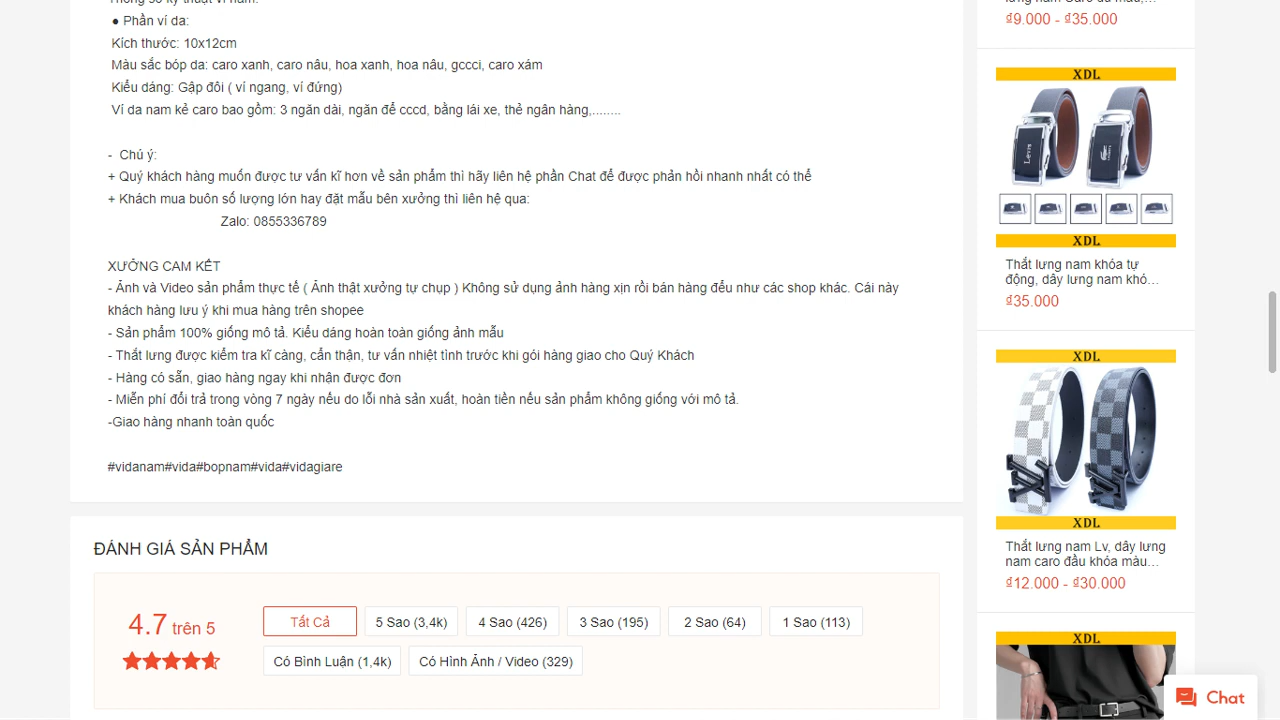 ● Phần ví da:
Kích thước: 10x12cm
Màu sắc bóp da: caro xanh, caro nâu, hoa xanh, hoa nâu, gccci, caro xám
Kiểu dáng: Gập đôi ( ví ngang, ví đứng)
Ví da nam kẻ caro bao gồm: 3 ngăn dài, ngăn để cccd, bằng lái xe, thẻ ngân hàng,........
- Chú ý:
+ Quý khách hàng muốn được tư vấn kĩ hơn về sản phẩm thì hãy liên hệ phần Chat để được phản hồi nhanh nhất có thể
+ Khách mua buôn số lượng lớn hay đặt mẫu bên xưởng thì liên hệ qua:
Zalo: 0855336789
XƯỞNG CAM KẾT
- Ảnh và Video sản phẩm thực tế ( Ảnh thật xưởng tự chụp ) Không sử dụng ảnh hàng xịn rồi bán hàng đểu như các shop khác. Cái này
khách hàng lưu ý khi mua hàng trên shopee
- Sản phẩm 100% giống mô tả. Kiểu dáng hoàn toàn giống ảnh mẫu
- Thắt lưng được kiểm tra kĩ càng, cẩn thận, tư vấn nhiệt tình trước khi gói hàng giao cho Quý Khách
- Hàng có sẵn, giao hàng ngay khi nhận được đơn
- Miễn phí đổi trả trong vòng 7 ngày nếu do lỗi nhà sản xuất, hoàn tiền nếu sản phẩm không giống với mô tả.
-Giao hàng nhanh toàn quốc
#vidanam#vida#bopnam#vida#vidagiare
ĐÁNH GIÁ SẢN PHẨM
4.7 trên 5
Tất Cả
5 Sao (3,4k)
4 Sao (426)
3 Sao (195)
2 Sao (64)
1 Sao (113)
Có Bình Luận (1,4k)
Có Hình Ảnh / Video (329)
₫9.000 - ₫35.000
XDL
Levis
XDL
Thắt lưng nam khóa tự
động, dây lưng nam khó...
₫35.000
XDL
XDL
Thắt lưng nam Lv, dây lưng
nam caro đầu khóa màu...
₫12.000 - ₫30.000
XDL
Chat